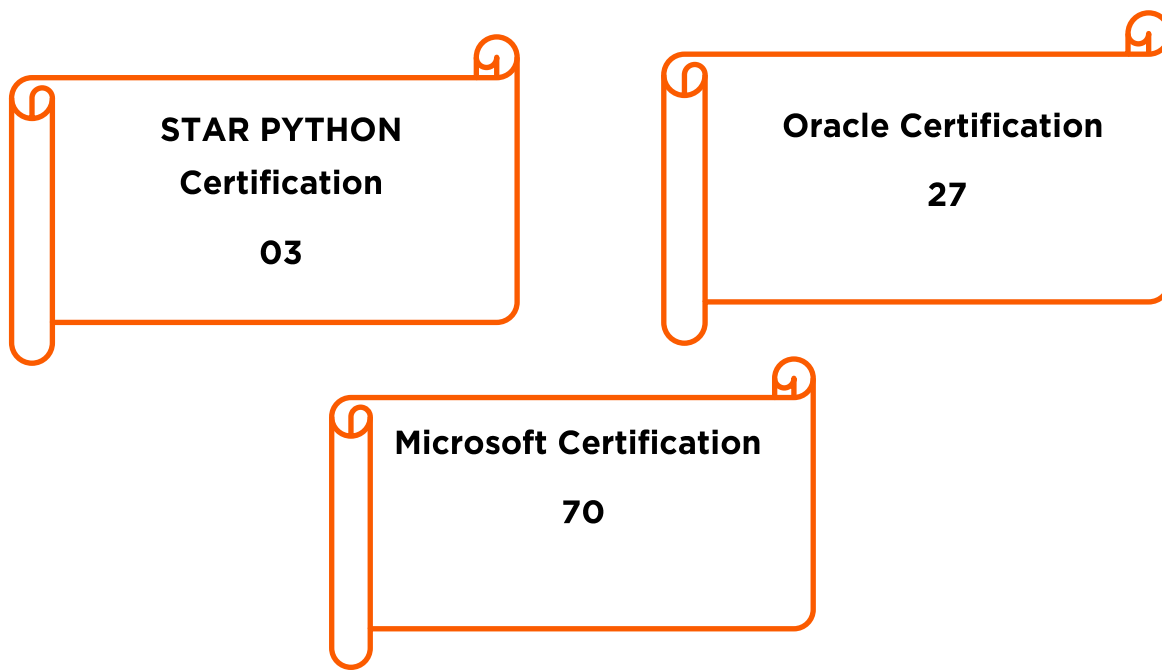 STAR PYTHON
Certification
03
Oracle Certification
27
Microsoft Certification
70